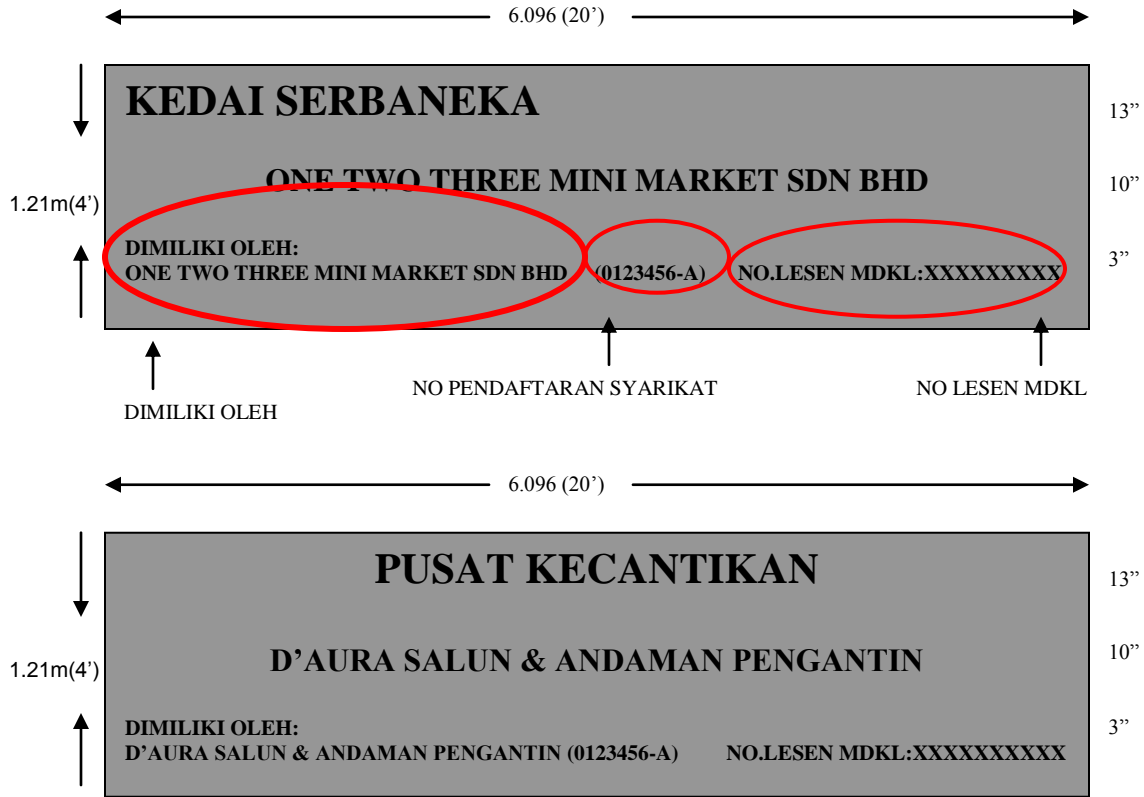 6.096 (20’)
KEDAI SERBANEKA
13”
ONE TWO THREE MINI MARKET SDN BHD
10”
1.21m(4’)
DIMILIKI OLEH:
ONE TWO THREE MINI MARKET SDN BHD (0123456-A) NO.LESEN MDKL:XXXXXXXXX
3”
NO PENDAFTARAN SYARIKAT
NO LESEN MDKL
DIMILIKI OLEH
6.096 (20’)
PUSAT KECANTIKAN
13”
D’AURA SALUN & ANDAMAN PENGANTIN
10”
1.21m(4’)
DIMILIKI OLEH:
3”
D’AURA SALUN & ANDAMAN PENGANTIN (0123456-A) NO.LESEN MDKL:XXXXXXXXXX